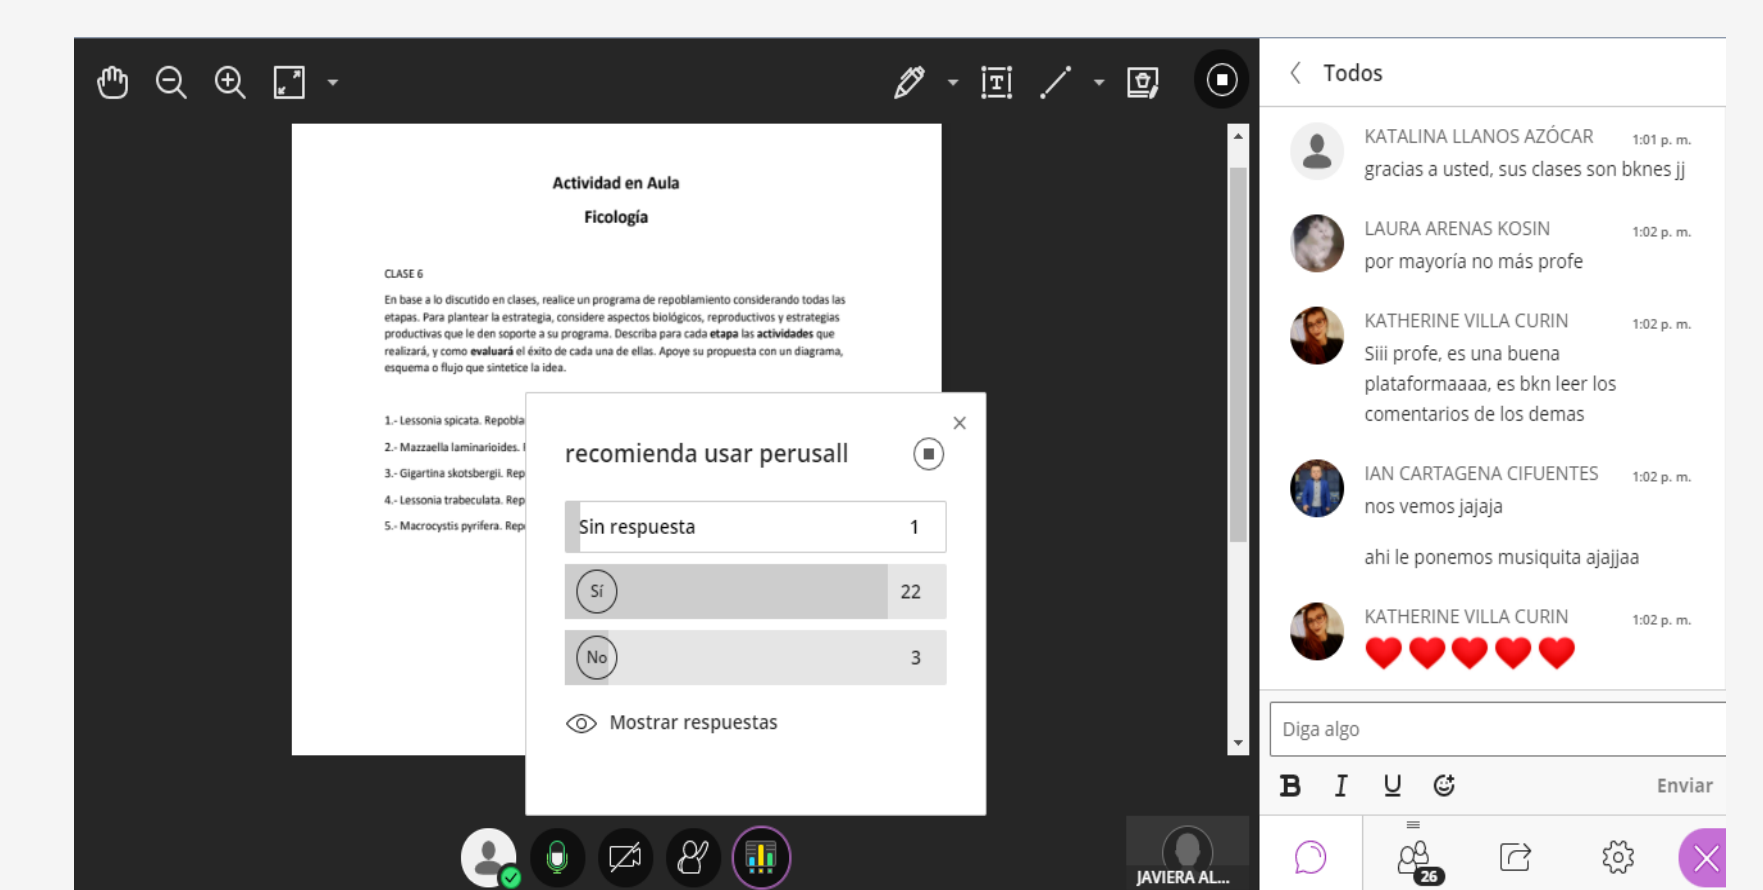 Todos
Actividad en Aula
Ficología
CLASE 6
En base a lo discutido en clases, realice un programa de repoblamiento considerando todas las
etapas. Para plantear la estrategia, considere aspectos biológicos, reproductivos y estrategias
productivas que le den soporte a su programa. Describa para cada etapa las actividades que
realizará, y como evaluará el éxito de cada una de ellas. Apoye su propuesta con un diagrama,
esquema o flujo que sintetice la idea.
1.- Lessonia spicata. Repobla
2.- Mazzaella laminarioides.
3.- Gigartina skotsbergii. Rep
4.- Lessonia trabeculata. Rep
5.- Macrocystis pyrifera. Rep
recomienda usar perusall
Sin respuesta 1
Sí 22
No 3
Mostrar respuestas
JAVIERA AL...
KATALINA LLANOS AZÓCAR 1:01 p. m.
gracias a usted, sus clases son bknes jj
LAURA ARENAS KOSIN 1:02 p. m.
por mayoría no más profe
KATHERINE VILLA CURIN 1:02 p. m.
Siii profe, es una buena
plataformaaaa, es bkn leer los
comentarios de los demas
IAN CARTAGENA CIFUENTES 1:02 p. m.
nos vemos jajaja
ahi le ponemos musiquita ajajjaa
KATHERINE VILLA CURIN 1:02 p. m.
Diga algo
B I U
Enviar
26